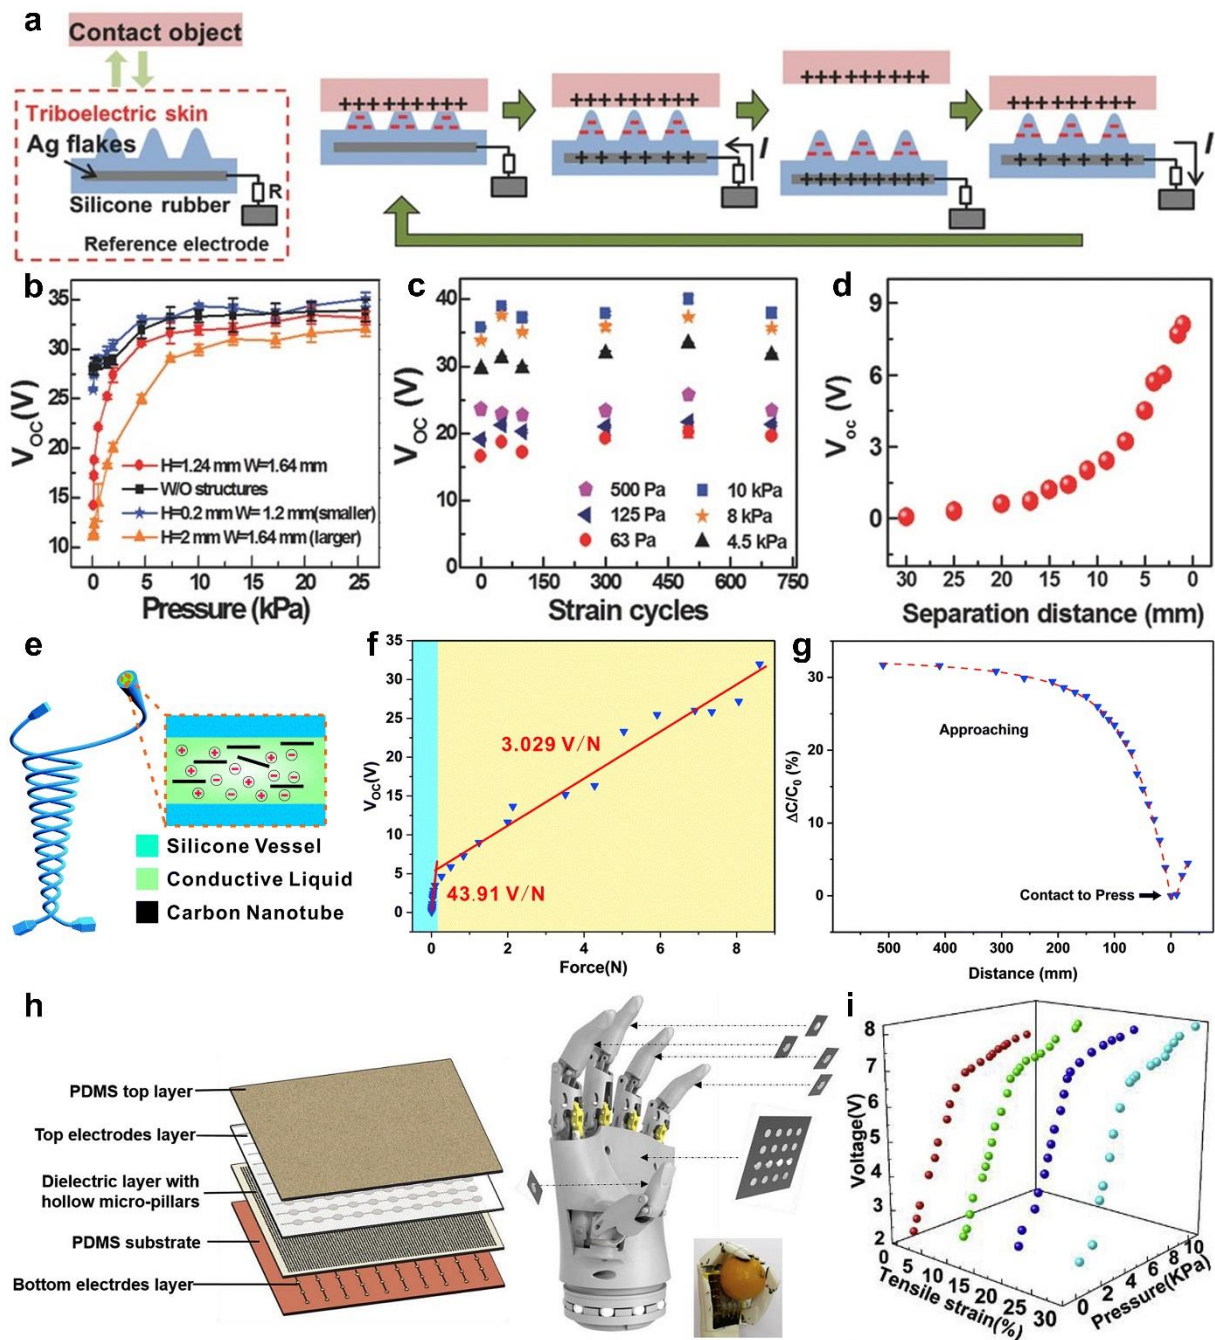 a
Contact object
Triboelectric skin
Ag flakes
R
Silicone rubber
Reference electrode
+++ ++++++
+++ ++++++
+++ ++++++
+++ ++++++
I
I
b
V_OC (V)
35
30
25
20
15
10
H=1.24 mm W=1.64 mm
W/O structures
H=0.2 mm W= 1.2 mm(smaller)
H=2 mm W=1.64 mm (larger)
0 5 10 15 20 25
Pressure (kPa)
c
V_OC (V)
40
30
20
10
0
500 Pa 10 kPa
125 Pa 8 kPa
63 Pa 4.5 kPa
0 150 300 450 600 750
Strain cycles
d
V_oc (V)
9
6
3
0
30 25 20 15 10 5 0
Separation distance (mm)
e
Silicone Vessel
Conductive Liquid
Carbon Nanotube
f
V_OC(V)
35
30
25
20
15
10
5
0
3.029 V/N
43.91 V/N
0 2 4 6 8
Force(N)
g
ΔC/C₀ (%)
30
20
10
0
Approaching
Contact to Press
500 400 300 200 100 0
Distance (mm)
h
PDMS top layer
Top electrodes layer
Dielectric layer with
hollow micro-pillars
PDMS substrate
Bottom electrdes layer
i
Voltage(V)
8
7
6
5
4
3
2
0 5 10 15 20 25 30
Tensile strain(%)
0 2 4 6 8 10
Pressure(KPa)